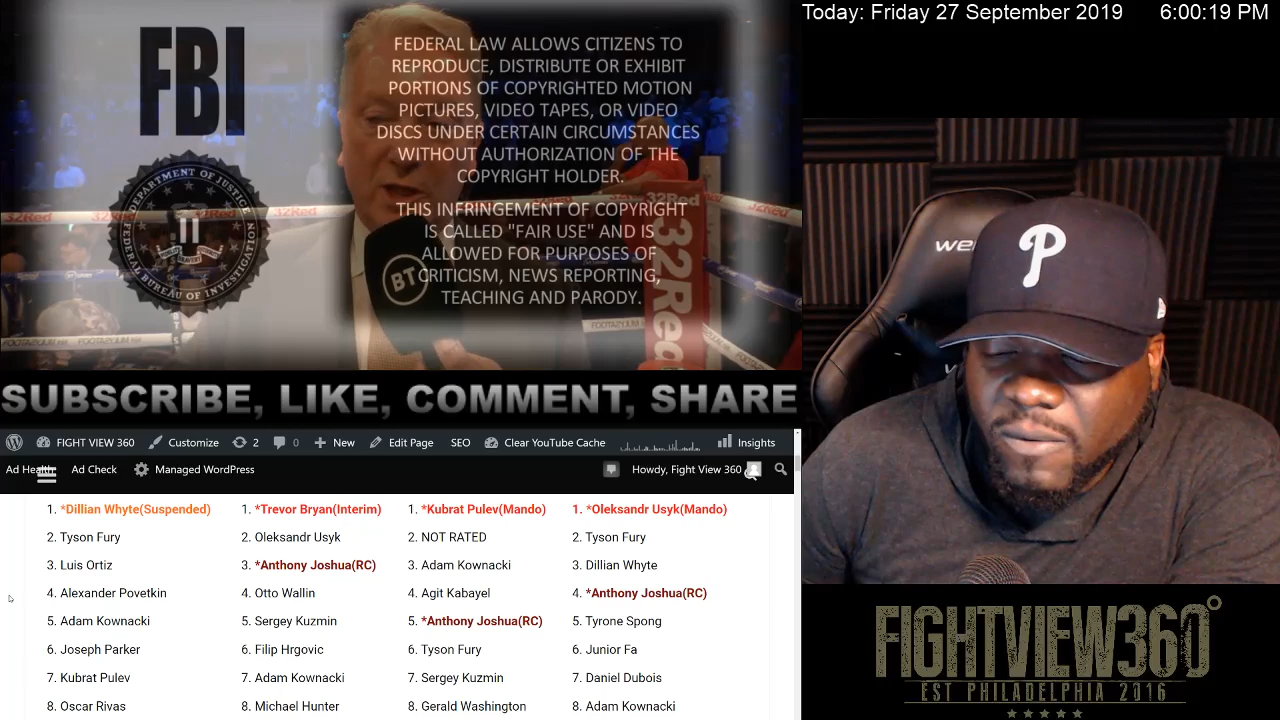 Today: Friday 27 September 2019 6:00:19 PM
FBI
FEDERAL LAW ALLOWS CITIZENS TO
REPRODUCE, DISTRIBUTE OR EXHIBIT
PORTIONS OF COPYRIGHTED MOTION
PICTURES, VIDEO TAPES, OR VIDEO
DISCS UNDER CERTAIN CIRCUMSTANCES
WITHOUT AUTHORIZATION OF THE
COPYRIGHT HOLDER.
THIS INFRINGEMENT OF COPYRIGHT
IS CALLED "FAIR USE" AND IS
ALLOWED FOR PURPOSES OF
CRITICISM, NEWS REPORTING,
TEACHING AND PARODY.
DEPARTMENT OF JUSTICE
FEDERAL BUREAU OF INVESTIGATION
32Red
32Red
32Red
32Red
32Red
32Red
BT
P
SUBSCRIBE, LIKE, COMMENT, SHARE
FIGHT VIEW 360 Customize 2 0 New Edit Page SEO Clear YouTube Cache Insights
Ad Health Ad Check Managed WordPress Howdy, Fight View 360
1. *Dillian Whyte(Suspended) 1. *Trevor Bryan(Interim) 1. *Kubrat Pulev(Mando) 1. *Oleksandr Usyk(Mando)
2. Tyson Fury 2. Oleksandr Usyk 2. NOT RATED 2. Tyson Fury
3. Luis Ortiz 3. *Anthony Joshua(RC) 3. Adam Kownacki 3. Dillian Whyte
4. Alexander Povetkin 4. Otto Wallin 4. Agit Kabayel 4. *Anthony Joshua(RC)
5. Adam Kownacki 5. Sergey Kuzmin 5. *Anthony Joshua(RC) 5. Tyrone Spong
6. Joseph Parker 6. Filip Hrgovic 6. Tyson Fury 6. Junior Fa
7. Kubrat Pulev 7. Adam Kownacki 7. Sergey Kuzmin 7. Daniel Dubois
8. Oscar Rivas 8. Michael Hunter 8. Gerald Washington 8. Adam Kownacki
FIGHTVIEW360°
EST PHILADELPHIA 2016